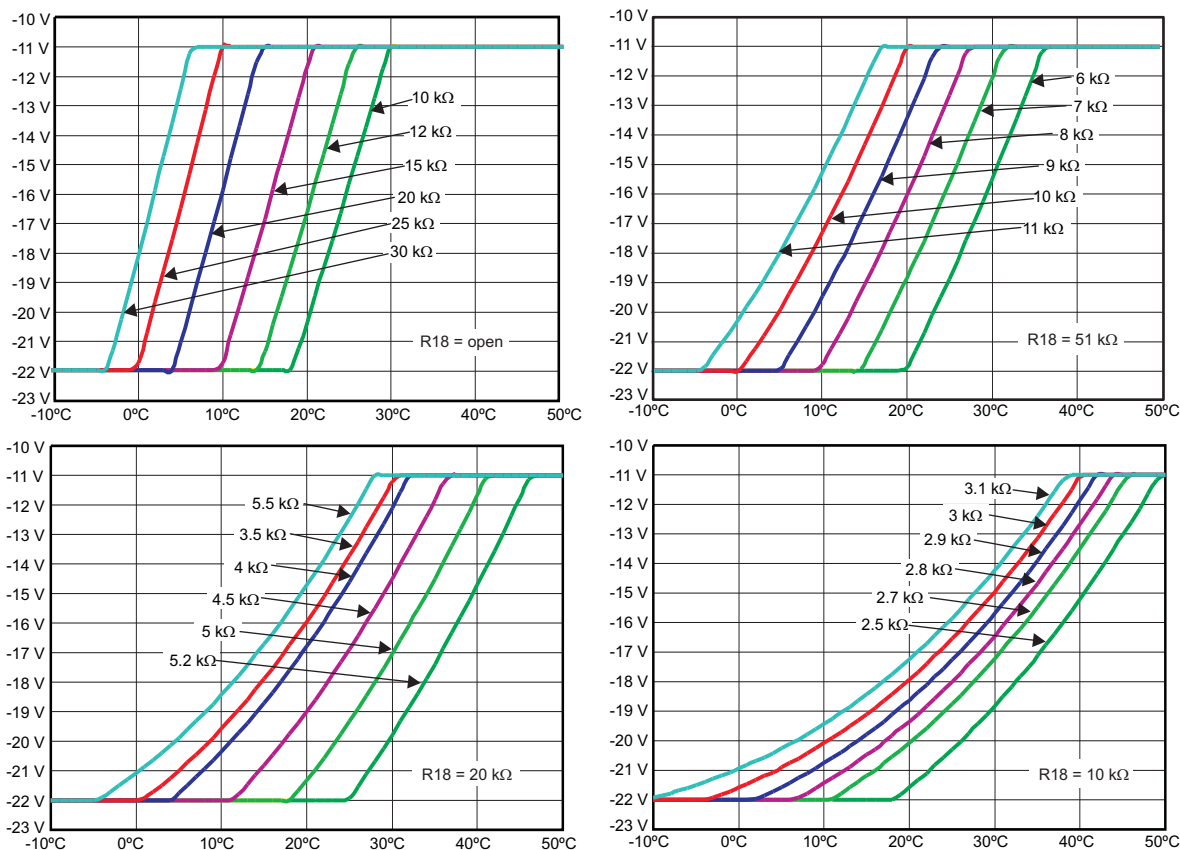 -10 V
-11 V
-12 V
-13 V
-14 V
-15 V
-16 V
-17 V
-18 V
-19 V
-20 V
-21 V
-22 V
-23 V
10 kΩ
12 kΩ
15 kΩ
20 kΩ
25 kΩ
30 kΩ
R18 = open
-10ºC 0ºC 10ºC 20ºC 30ºC 40ºC 50ºC
-10 V
-11 V
-12 V
-13 V
-14 V
-15 V
-16 V
-17 V
-18 V
-19 V
-20 V
-21 V
-22 V
-23 V
6 kΩ
7 kΩ
8 kΩ
9 kΩ
10 kΩ
11 kΩ
R18 = 51 kΩ
-10ºC 0ºC 10ºC 20ºC 30ºC 40ºC 50ºC
-10 V
-11 V
-12 V
-13 V
-14 V
-15 V
-16 V
-17 V
-18 V
-19 V
-20 V
-21 V
-22 V
-23 V
5.5 kΩ
3.5 kΩ
4 kΩ
4.5 kΩ
5 kΩ
5.2 kΩ
R18 = 20 kΩ
-10ºC 0ºC 10ºC 20ºC 30ºC 40ºC 50ºC
-10 V
-11 V
-12 V
-13 V
-14 V
-15 V
-16 V
-17 V
-18 V
-19 V
-20 V
-21 V
-22 V
-23 V
3.1 kΩ
3 kΩ
2.9 kΩ
2.8 kΩ
2.7 kΩ
2.5 kΩ
R18 = 10 kΩ
-10ºC 0ºC 10ºC 20ºC 30ºC 40ºC 50ºC